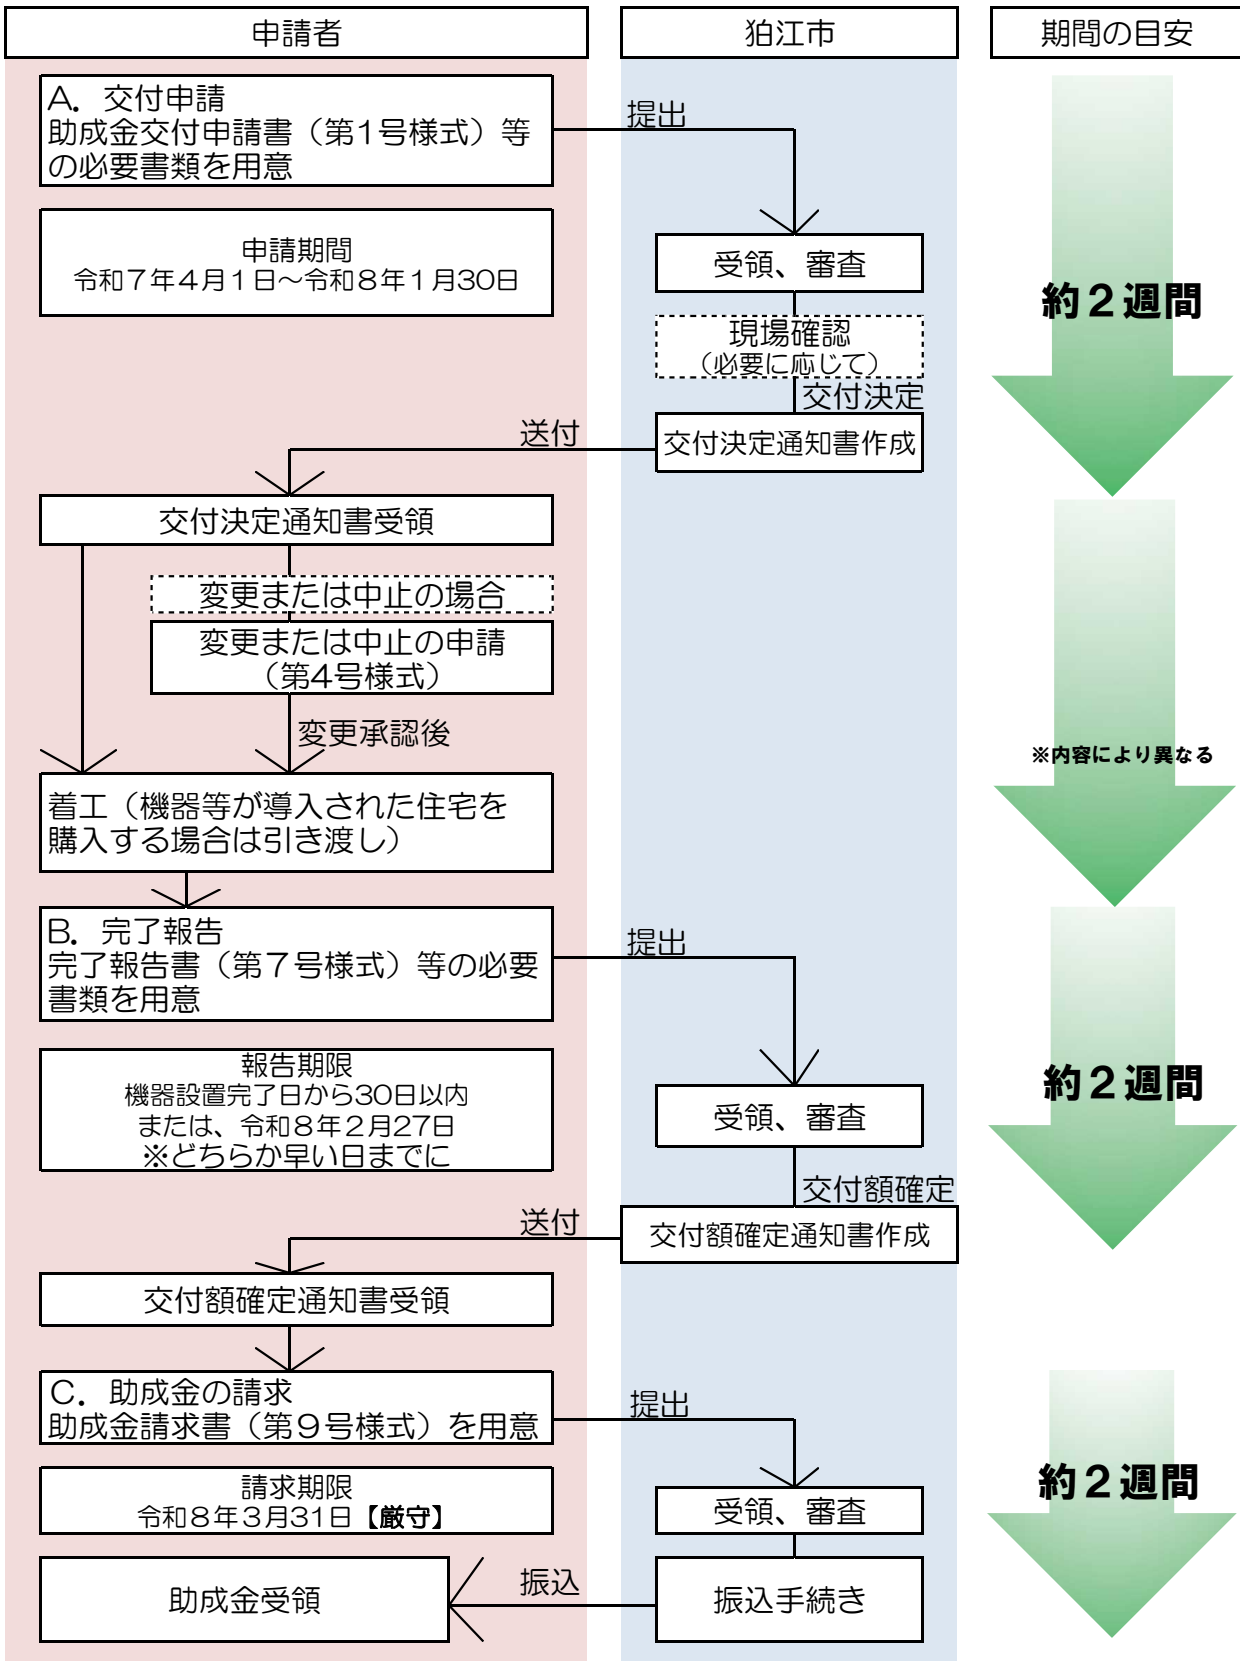 申請者
狛江市
期間の目安
A．交付申請
助成金交付申請書（第1号様式）等
の必要書類を用意
提出
申請期間
令和７年４月１日～令和８年１月30日
受領、審査
約２週間
現場確認
（必要に応じて）
交付決定
送付
交付決定通知書作成
交付決定通知書受領
変更または中止の場合
変更または中止の申請
（第4号様式）
変更承認後
※内容により異なる
着工（機器等が導入された住宅を
購入する場合は引き渡し）
B．完了報告
完了報告書（第７号様式）等の必要
書類を用意
提出
報告期限
機器設置完了日から30日以内
または、令和８年２月27日
※どちらか早い日までに
受領、審査
約２週間
交付額確定
送付
交付額確定通知書作成
交付額確定通知書受領
C．助成金の請求
助成金請求書（第９号様式）を用意
提出
請求期限
令和８年３月31日【厳守】
受領、審査
約２週間
助成金受領
振込
振込手続き